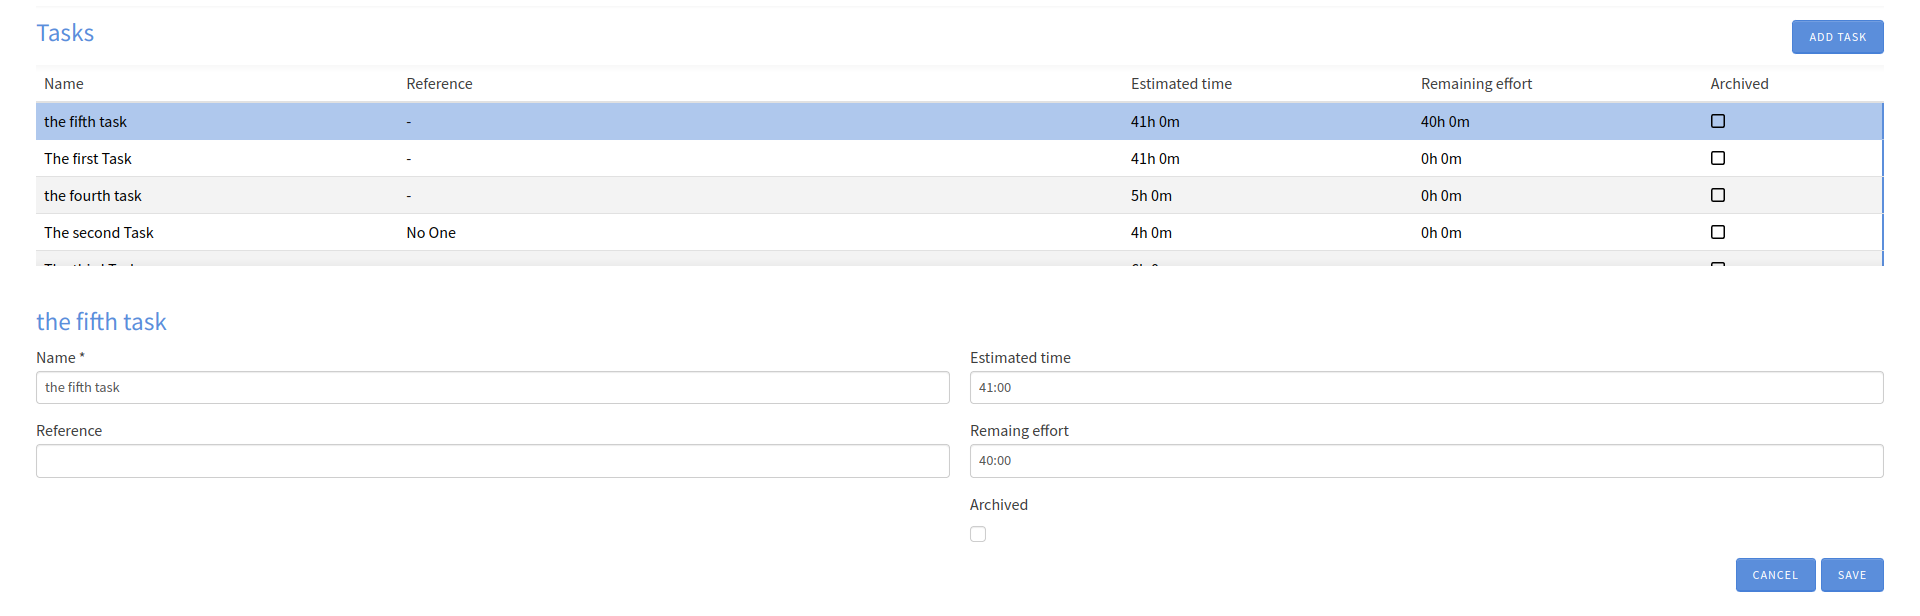 Tasks
ADD TASK
Name Reference Estimated time Remaining effort Archived
the fifth task - 41h 0m 40h 0m
The first Task - 41h 0m 0h 0m
the fourth task - 5h 0m 0h 0m
The second Task No One 4h 0m 0h 0m
the fifth task
Name * Estimated time
the fifth task 41:00
Reference Remaing effort
40:00
Archived
CANCEL SAVE